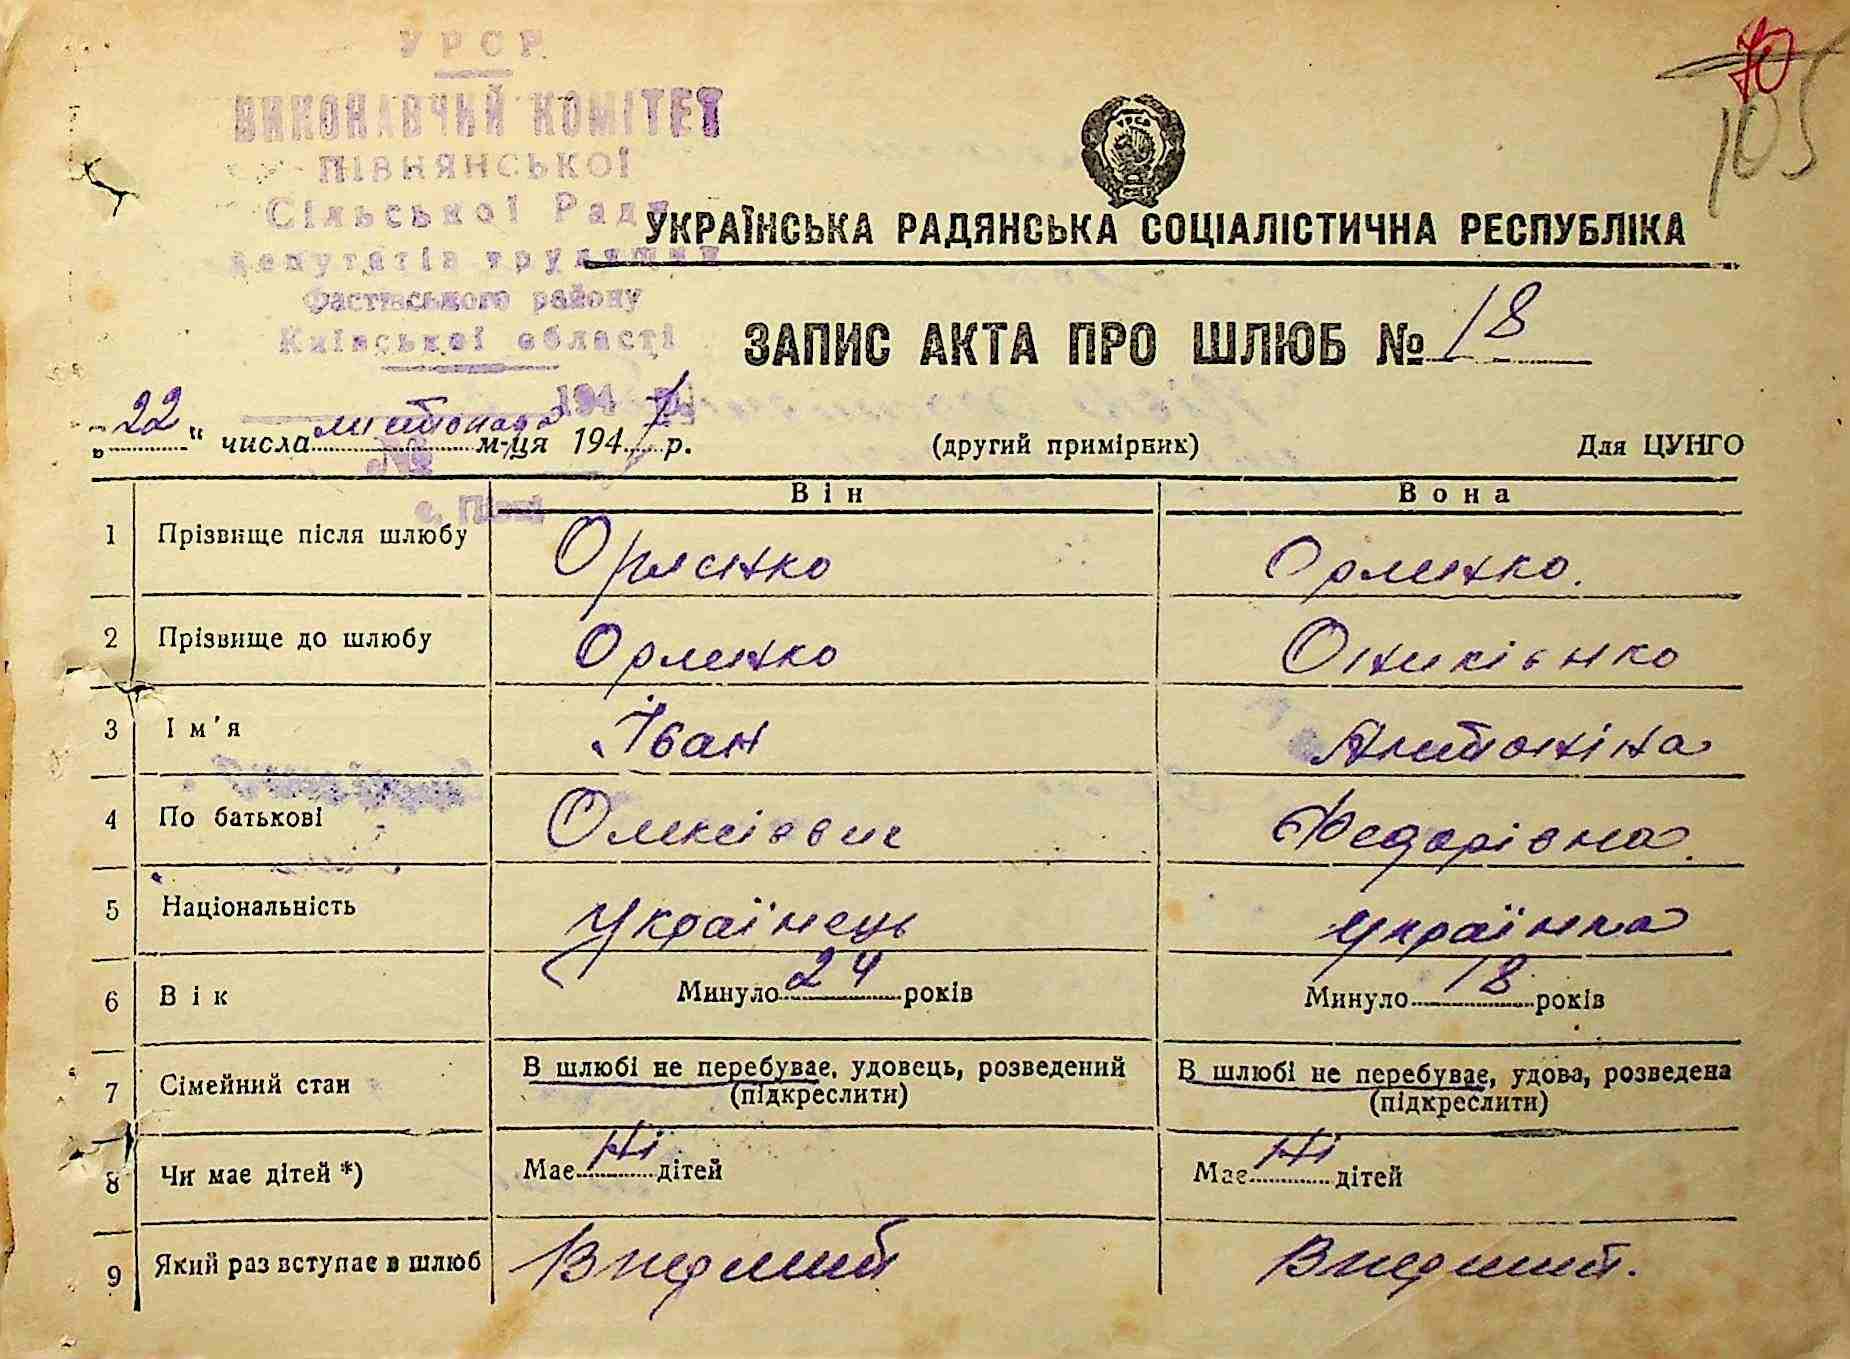 УРСР
ВИКОНАВЧИЙ КОМІТЕТ
ПІВНЯНСЬКОЇ
Сільської Ради
депутатів трудящих
Фастівського району
Київської області
70
105
УКРАЇНСЬКА РАДЯНСЬКА СОЦІАЛІСТИЧНА РЕСПУБЛІКА
ЗАПИС АКТА ПРО ШЛЮБ № 18
194
„22“ числа листопада м-ця 1947 р. (другий примірник) Для ЦУНГО
№
с. Півні
Він Вона
1 Прізвище після шлюбу Орленко Орленко.
2 Прізвище до шлюбу Орленко Оникієнко
3 Ім'я Іван Антоніна
4 По батькові Олексієвич Федорівна
5 Національність Українець Українка
6 Вік Минуло 24 років Минуло 18 років
7 Сімейний стан В шлюбі не перебуває, удовець, розведений (підкреслити) В шлюбі не перебуває, удова, розведена (підкреслити)
8 Чи має дітей *) Має Ні дітей Має Ні дітей
9 Який раз вступає в шлюб Вперший Вперший.